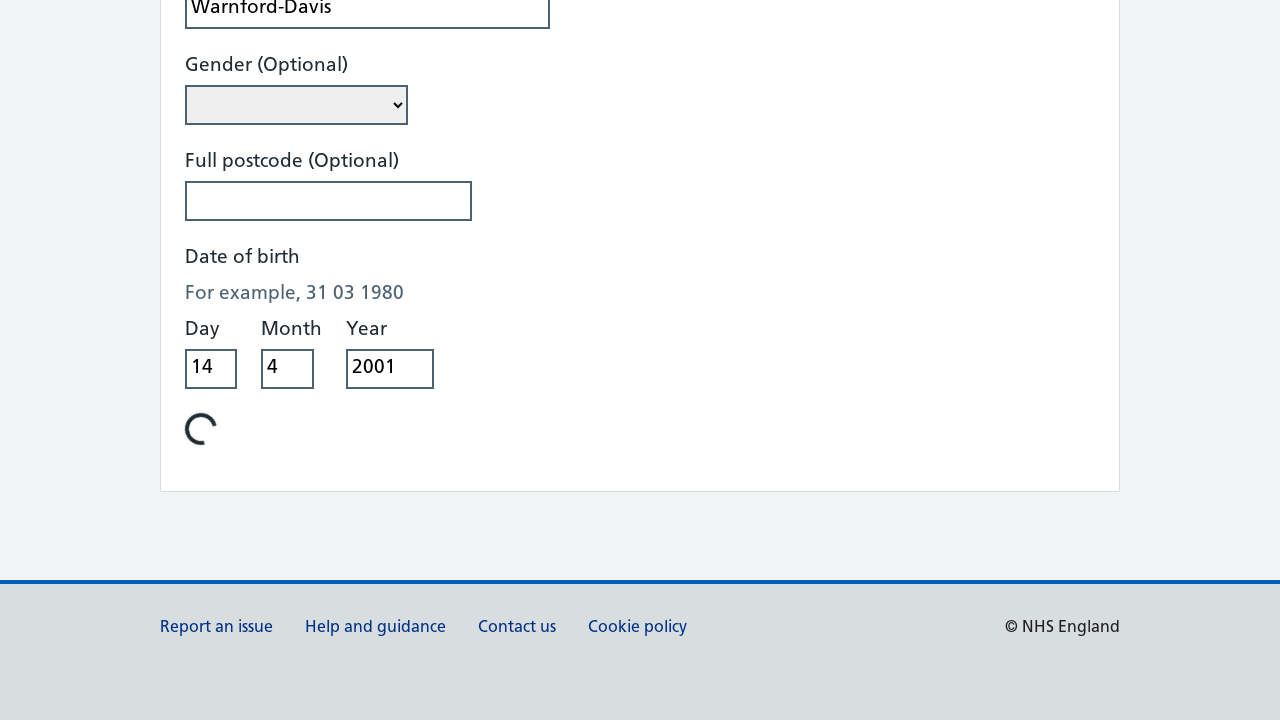 Warnford-Davis
Gender (Optional)
Full postcode (Optional)
Date of birth
For example, 31 03 1980
Day Month Year
14 4 2001
Report an issue Help and guidance Contact us Cookie policy © NHS England